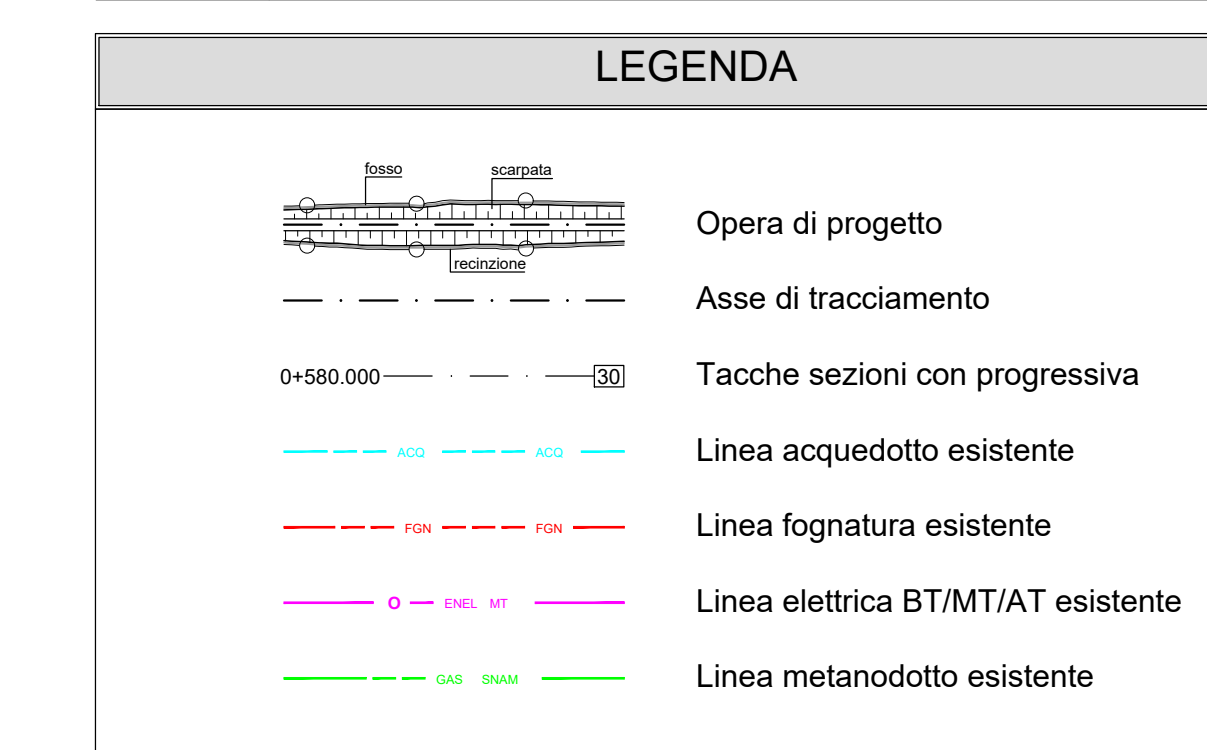 LEGENDA
fosso scarpata
recinzione
Opera di progetto
Asse di tracciamento
0+580.000 30 Tacche sezioni con progressiva
ACQ ACQ Linea acquedotto esistente
FGN FGN Linea fognatura esistente
O ENEL MT Linea elettrica BT/MT/AT esistente
GAS SNAM Linea metanodotto esistente